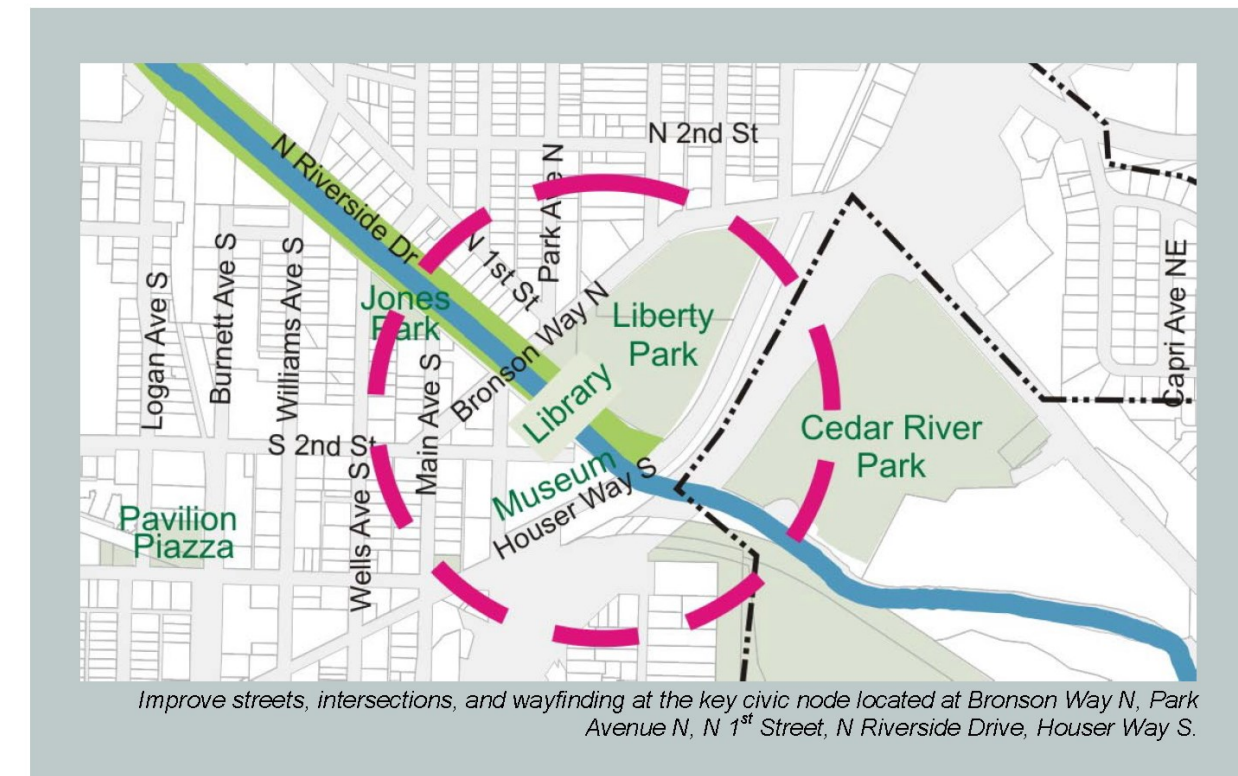 N 2nd St
N Riverside Dr
Park Ave N
N 1st St
Logan Ave S
Burnett Ave S
Williams Ave S
Jones
Park
Bronson Way N
Liberty
Park
Capri Ave NE
Library
Main Ave S
S 2nd St
Cedar River
Park
Museum
Houser Way S
Wells Ave S
Pavilion
Piazza
Improve streets, intersections, and wayfinding at the key civic node located at Bronson Way N, Park
Avenue N, N 1st Street, N Riverside Drive, Houser Way S.